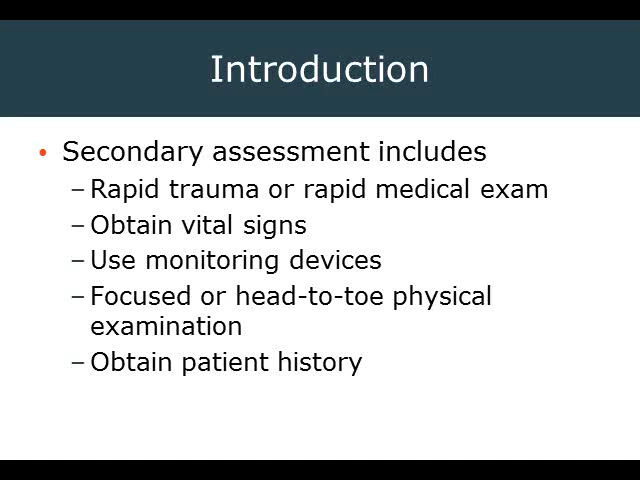 Introduction
• Secondary assessment includes
– Rapid trauma or rapid medical exam
– Obtain vital signs
– Use monitoring devices
– Focused or head-to-toe physical
examination
– Obtain patient history